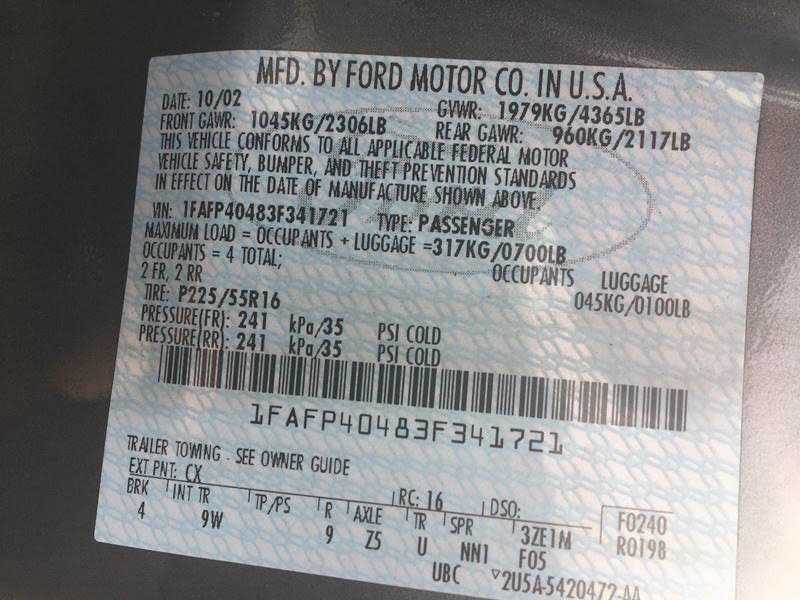 MFD. BY FORD MOTOR CO. IN U.S.A.
DATE: 10/02 GVWR: 1979KG/4365LB
FRONT GAWR: 1045KG/2306LB REAR GAWR: 960KG/2117LB
THIS VEHICLE CONFORMS TO ALL APPLICABLE FEDERAL MOTOR
VEHICLE SAFETY, BUMPER, AND THEFT PREVENTION STANDARDS
IN EFFECT ON THE DATE OF MANUFACTURE SHOWN ABOVE.
VIN: 1FAFP40483F341721 TYPE: PASSENGER
MAXIMUM LOAD = OCCUPANTS + LUGGAGE =317KG/0700LB
OCCUPANTS = 4 TOTAL; OCCUPANTS LUGGAGE
2 FR, 2 RR 045KG/0100LB
TIRE: P225/55R16
PRESSURE(FR): 241 kPa/35 PSI COLD
PRESSURE(RR): 241 kPa/35 PSI COLD
1FAFP40483F341721
TRAILER TOWING - SEE OWNER GUIDE
EXT PNT: CX RC: 16 DSO: F0240
BRK INT TR TP/PS R AXLE TR SPR 3ZE1M R0198
4 9W 9 Z5 U NN1 F05
UBC ▽2U5A-5420472-AA